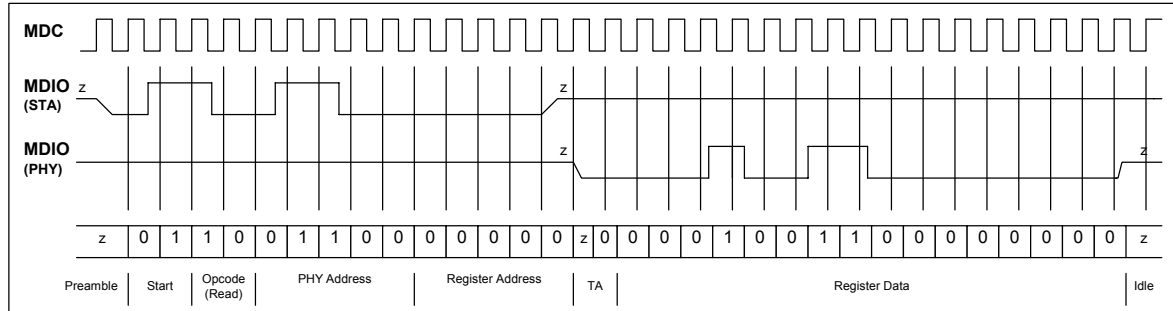 MDC
MDIO z z
(STA)
MDIO z z
(PHY)
z 0 1 1 0 0 1 1 0 0 0 0 0 0 0 z 0 0 0 0 1 0 0 1 1 0 0 0 0 0 0 0 0 z
Preamble Start Opcode PHY Address Register Address TA Register Data Idle
(Read)